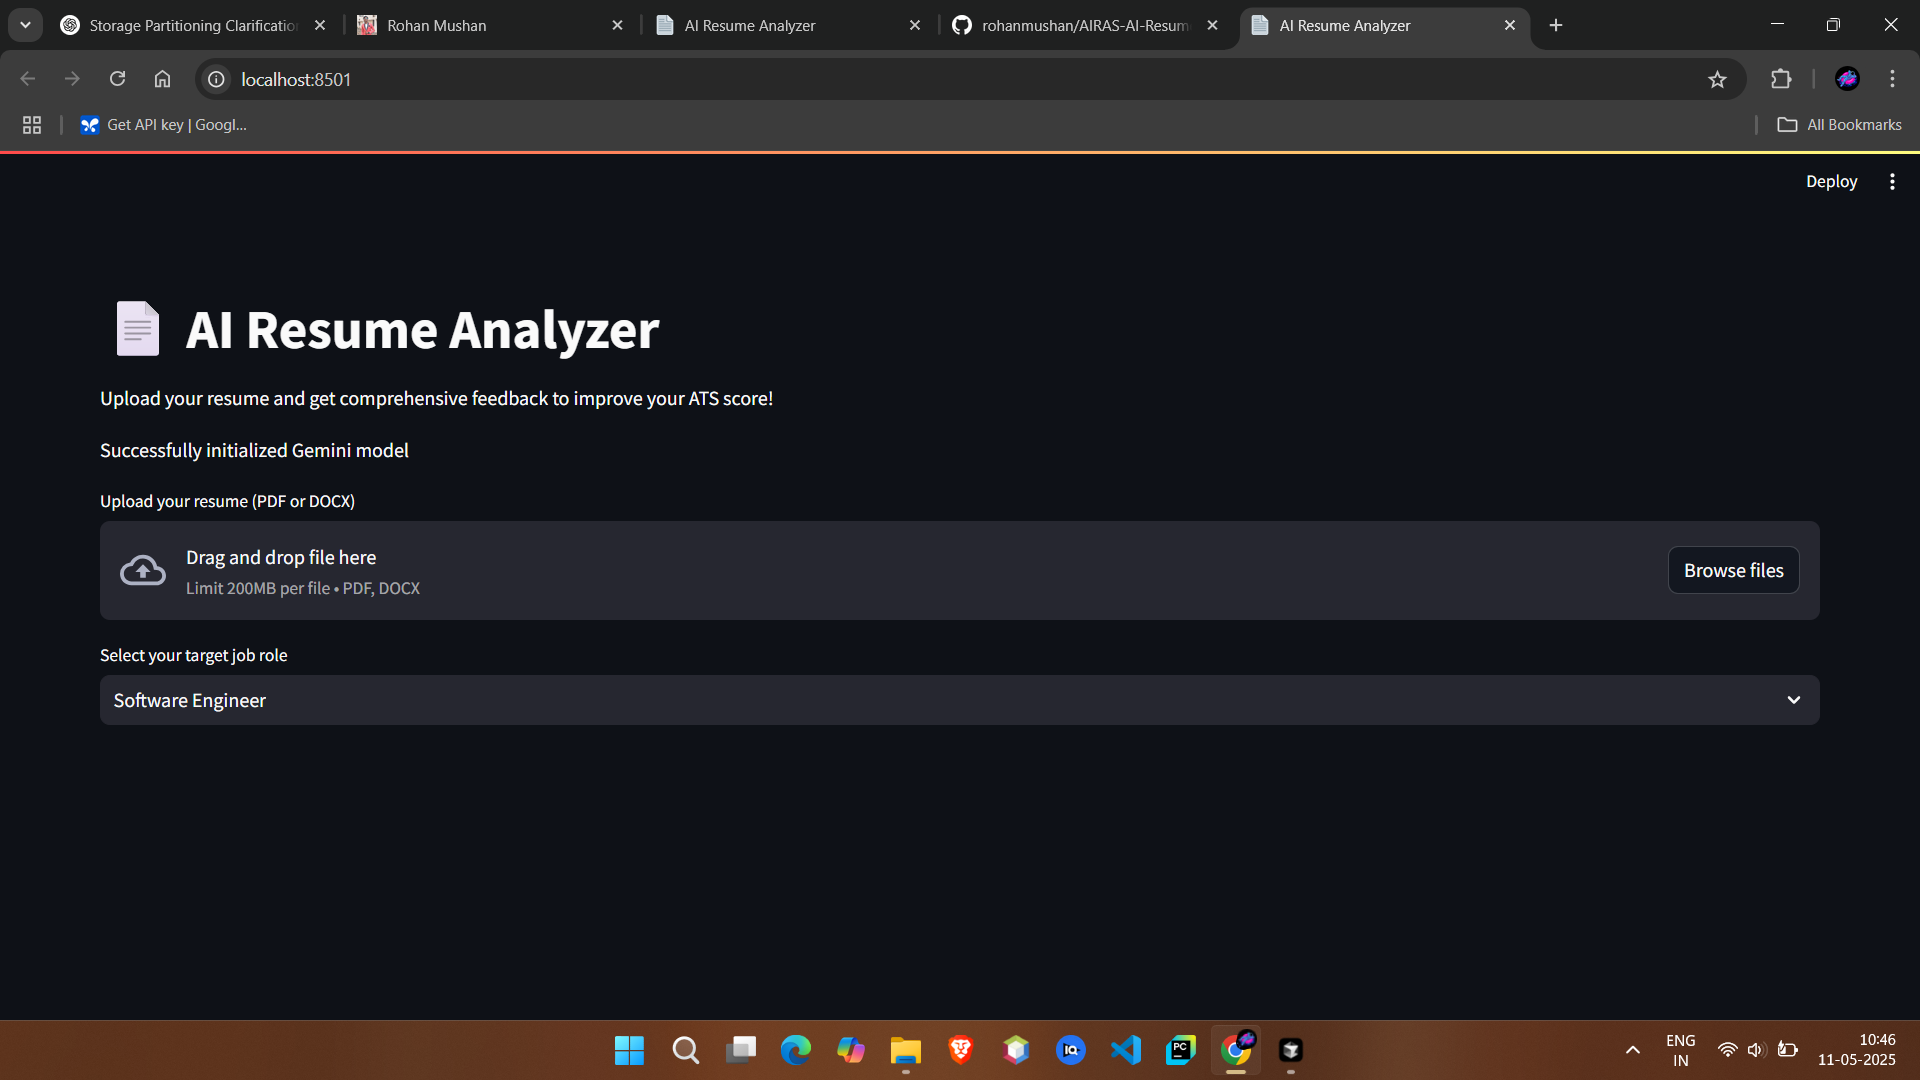 Storage Partitioning Clarification
Rohan Mushan
AI Resume Analyzer
rohanmushan/AIRAS-AI-Resum
AI Resume Analyzer
localhost:8501
Get API key | Googl...
All Bookmarks
Deploy
AI Resume Analyzer
Upload your resume and get comprehensive feedback to improve your ATS score!
Successfully initialized Gemini model
Upload your resume (PDF or DOCX)
Drag and drop file here
Limit 200MB per file • PDF, DOCX
Browse files
Select your target job role
Software Engineer
IQ
PC
ENG
IN
10:46
11-05-2025